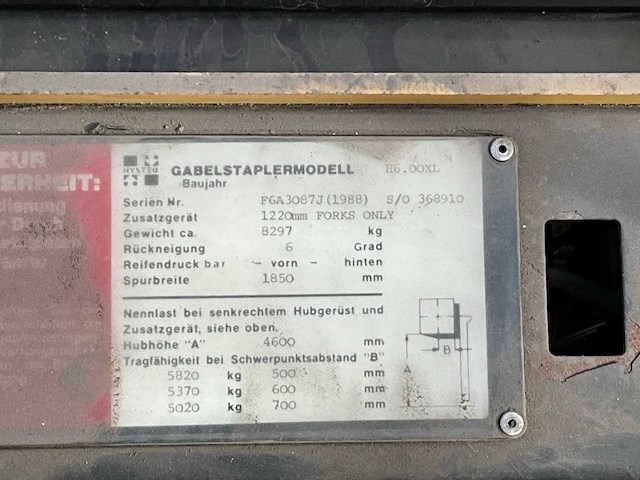 ZUR
ERHEIT:
HYSTER
GABELSTAPLERMODELL H6.00XL
Baujahr
Serien Nr. FGA3087J(1988) S/O 368910
Zusatzgerät 1220mm FORKS ONLY
Gewicht ca. 8297 kg
Rückneigung 6 Grad
Reifendruck bar - vorn - hinten
Spurbreite 1850 mm
Nennlast bei senkrechtem Hubgerüst und
Zusatzgerät, siehe oben.
Hubhöhe "A" 4600 mm
Tragfähigkeit bei Schwerpunktsabstand "B"
5820 kg 500 mm
5370 kg 600 mm
5020 kg 700 mm
B
A